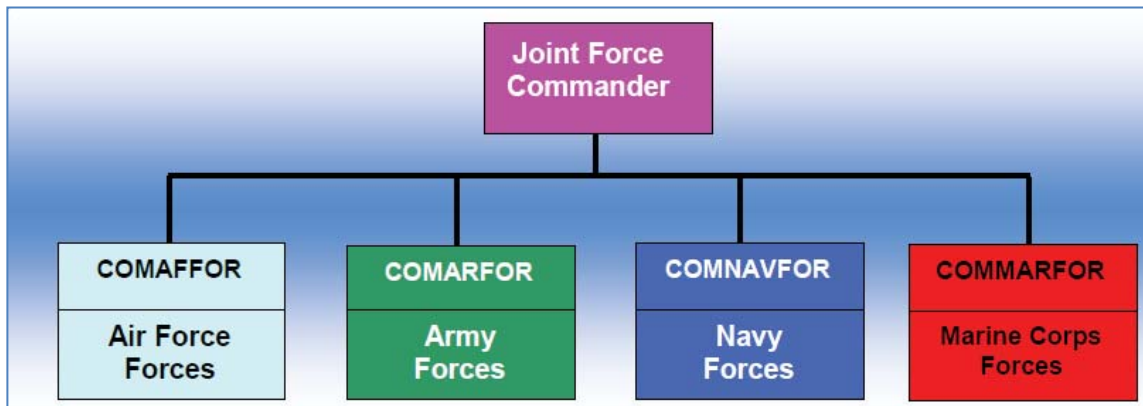 Joint Force
Commander
COMAFFOR
COMARFOR
COMNAVFOR
COMMARFOR
Air Force
Forces
Army
Forces
Navy
Forces
Marine Corps
Forces